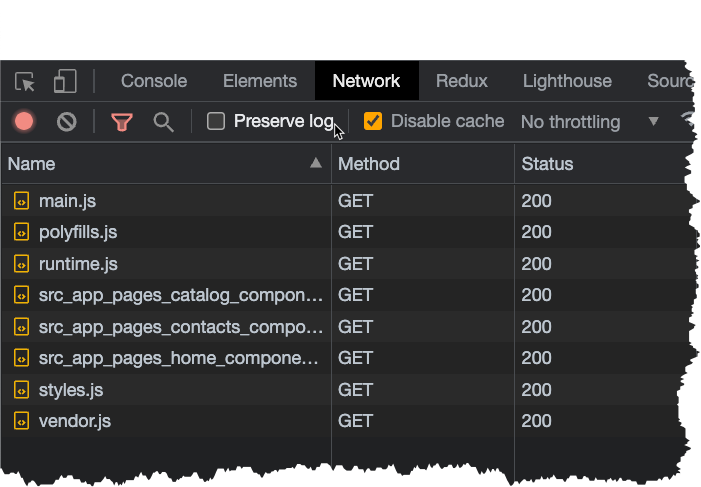 Console Elements Network Redux Lighthouse Sourc
Preserve log Disable cache No throttling
Name Method Status
main.js GET 200
polyfills.js GET 200
runtime.js GET 200
src_app_pages_catalog_compon... GET 200
src_app_pages_contacts_compo... GET 200
src_app_pages_home_compone... GET 200
styles.js GET 200
vendor.js GET 200